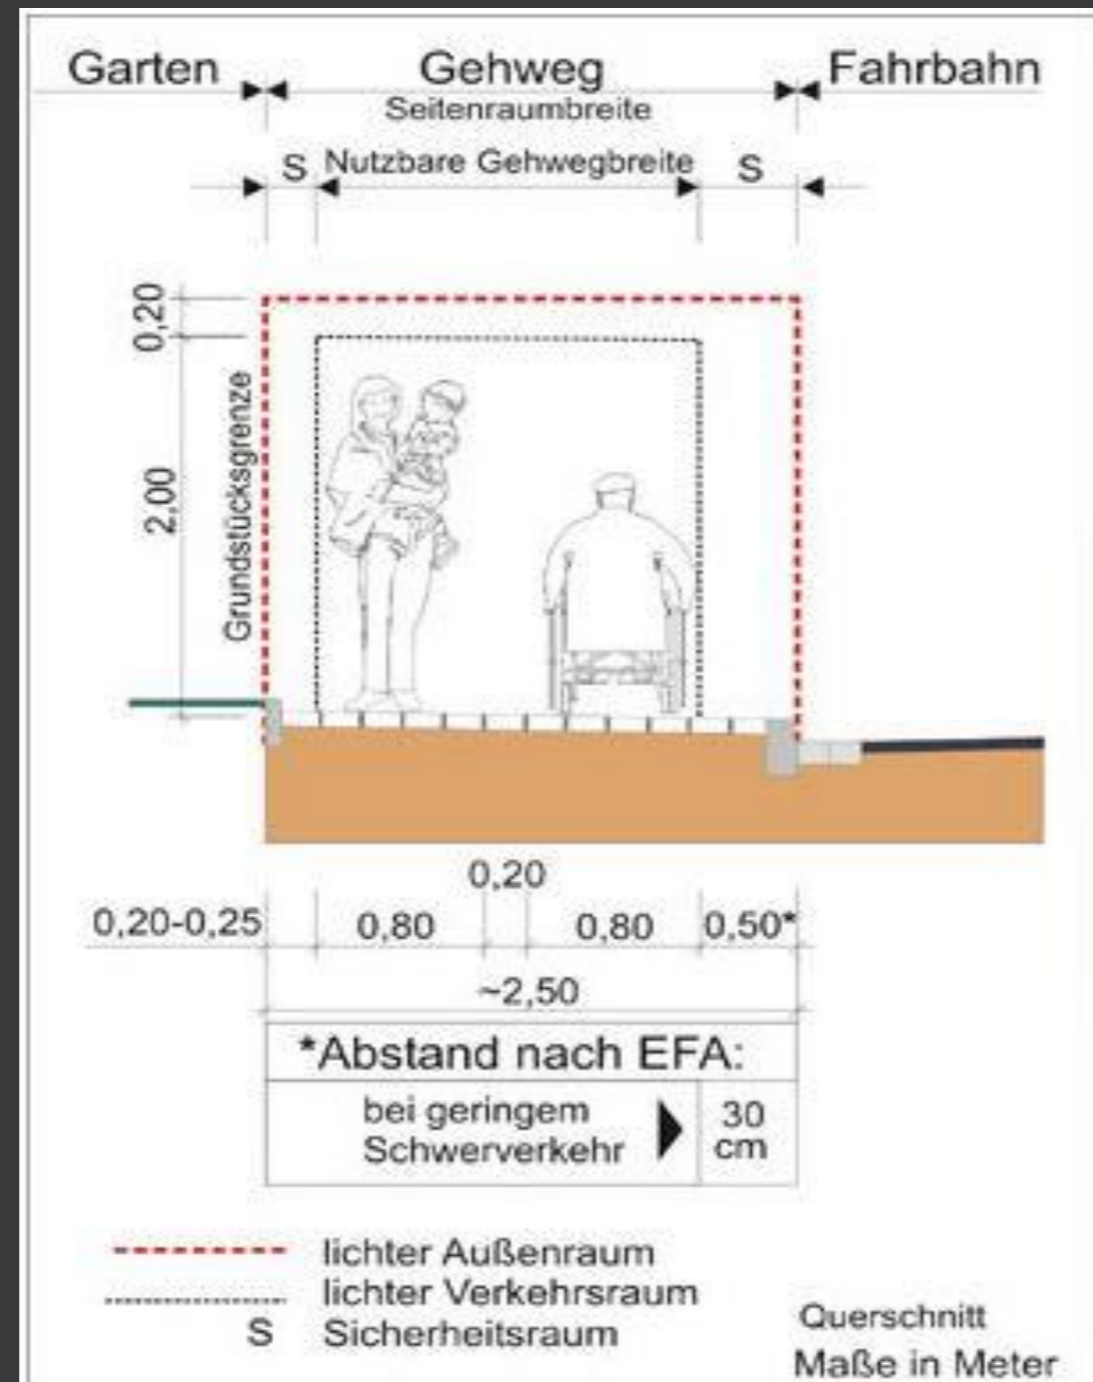 Garten Gehweg Fahrbahn
Seitenraumbreite
S Nutzbare Gehwegbreite S
0,20
2,00
Grundstücksgrenze
0,20
0,20-0,25 0,80 0,80 0,50*
~2,50
*Abstand nach EFA:
bei geringem
Schwerverkehr
30
cm
lichter Außenraum
lichter Verkehrsraum
S Sicherheitsraum
Querschnitt
Maße in Meter